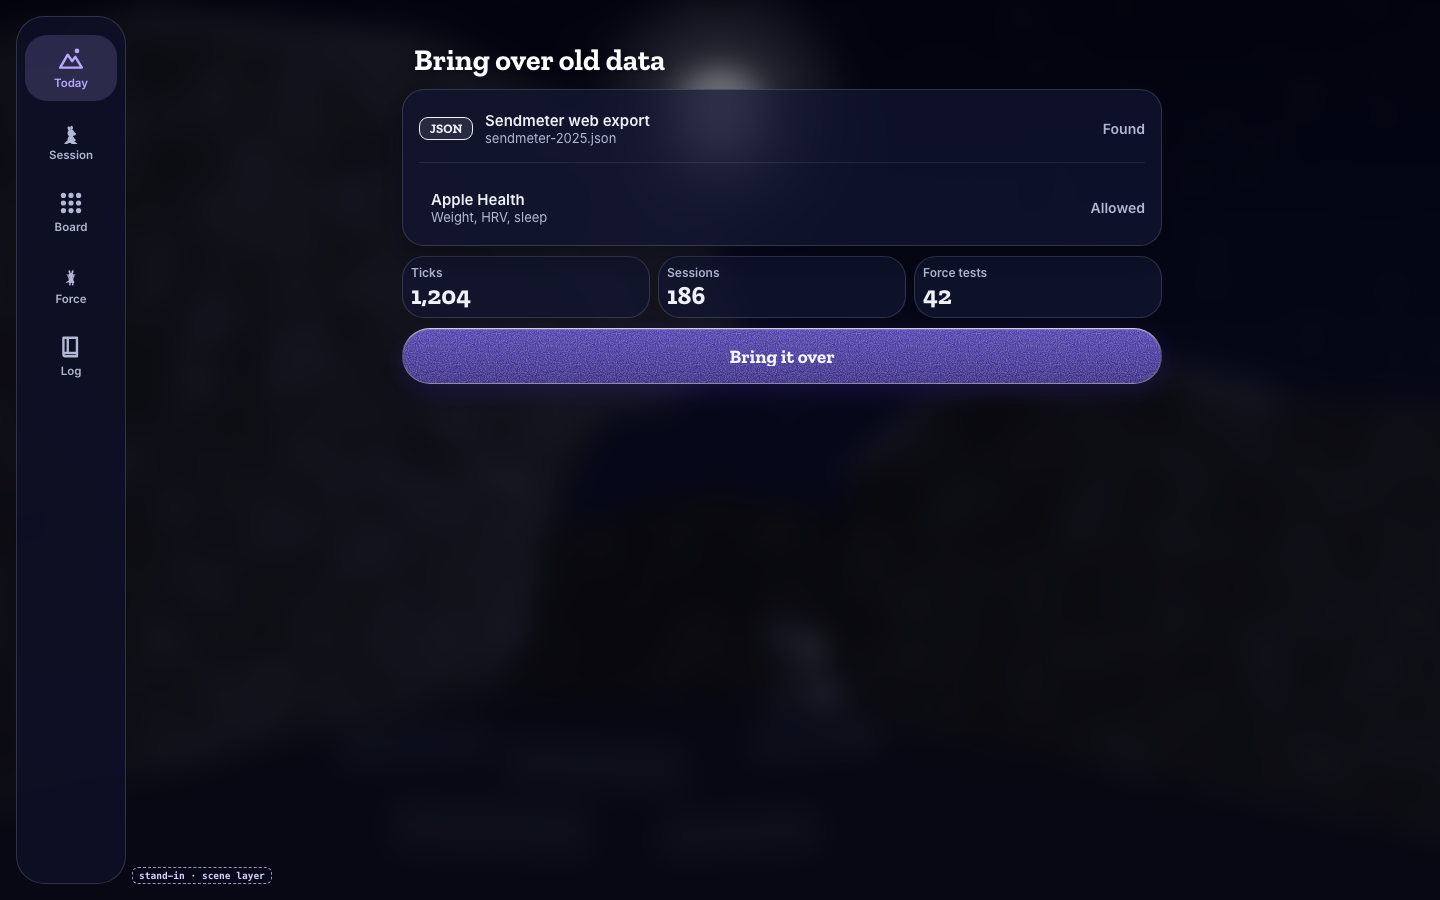 Today
Session
Board
Force
Log
Bring over old data
JSON
Sendmeter web export
sendmeter-2025.json
Found
Apple Health
Weight, HRV, sleep
Allowed
Ticks
1,204
Sessions
186
Force tests
42
Bring it over
stand-in · scene layer